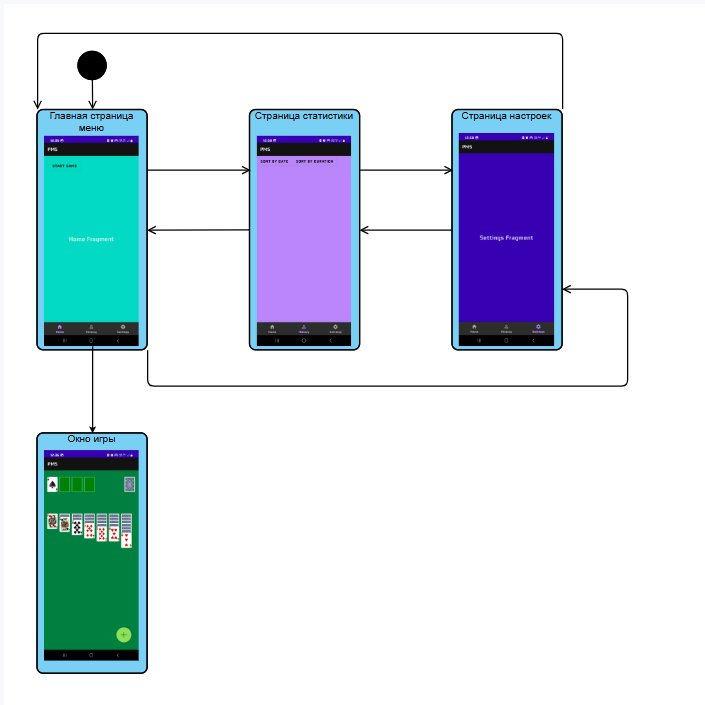 Главная страница
меню
Страница статистики
Страница настроек
PMS
START GAME
Home Fragment
PMS
SORT BY DATE SORT BY DURATION
PMS
Settings Fragment
Home History Settings
Home History Settings
Home History Settings
Окно игры
PMS